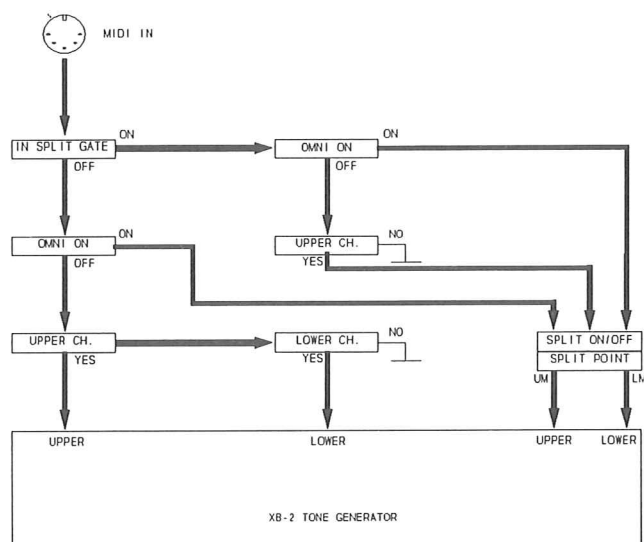 MIDI IN
ON
ON
IN SPLIT GATE
OMNI ON
OFF
OFF
ON
NO
OMNI ON
UPPER CH.
OFF
YES
NO
UPPER CH.
LOWER CH.
SPLIT ON/OFF
YES
YES
SPLIT POINT
UM
LM
UPPER
LOWER
UPPER
LOWER
XB-2 TONE GENERATOR